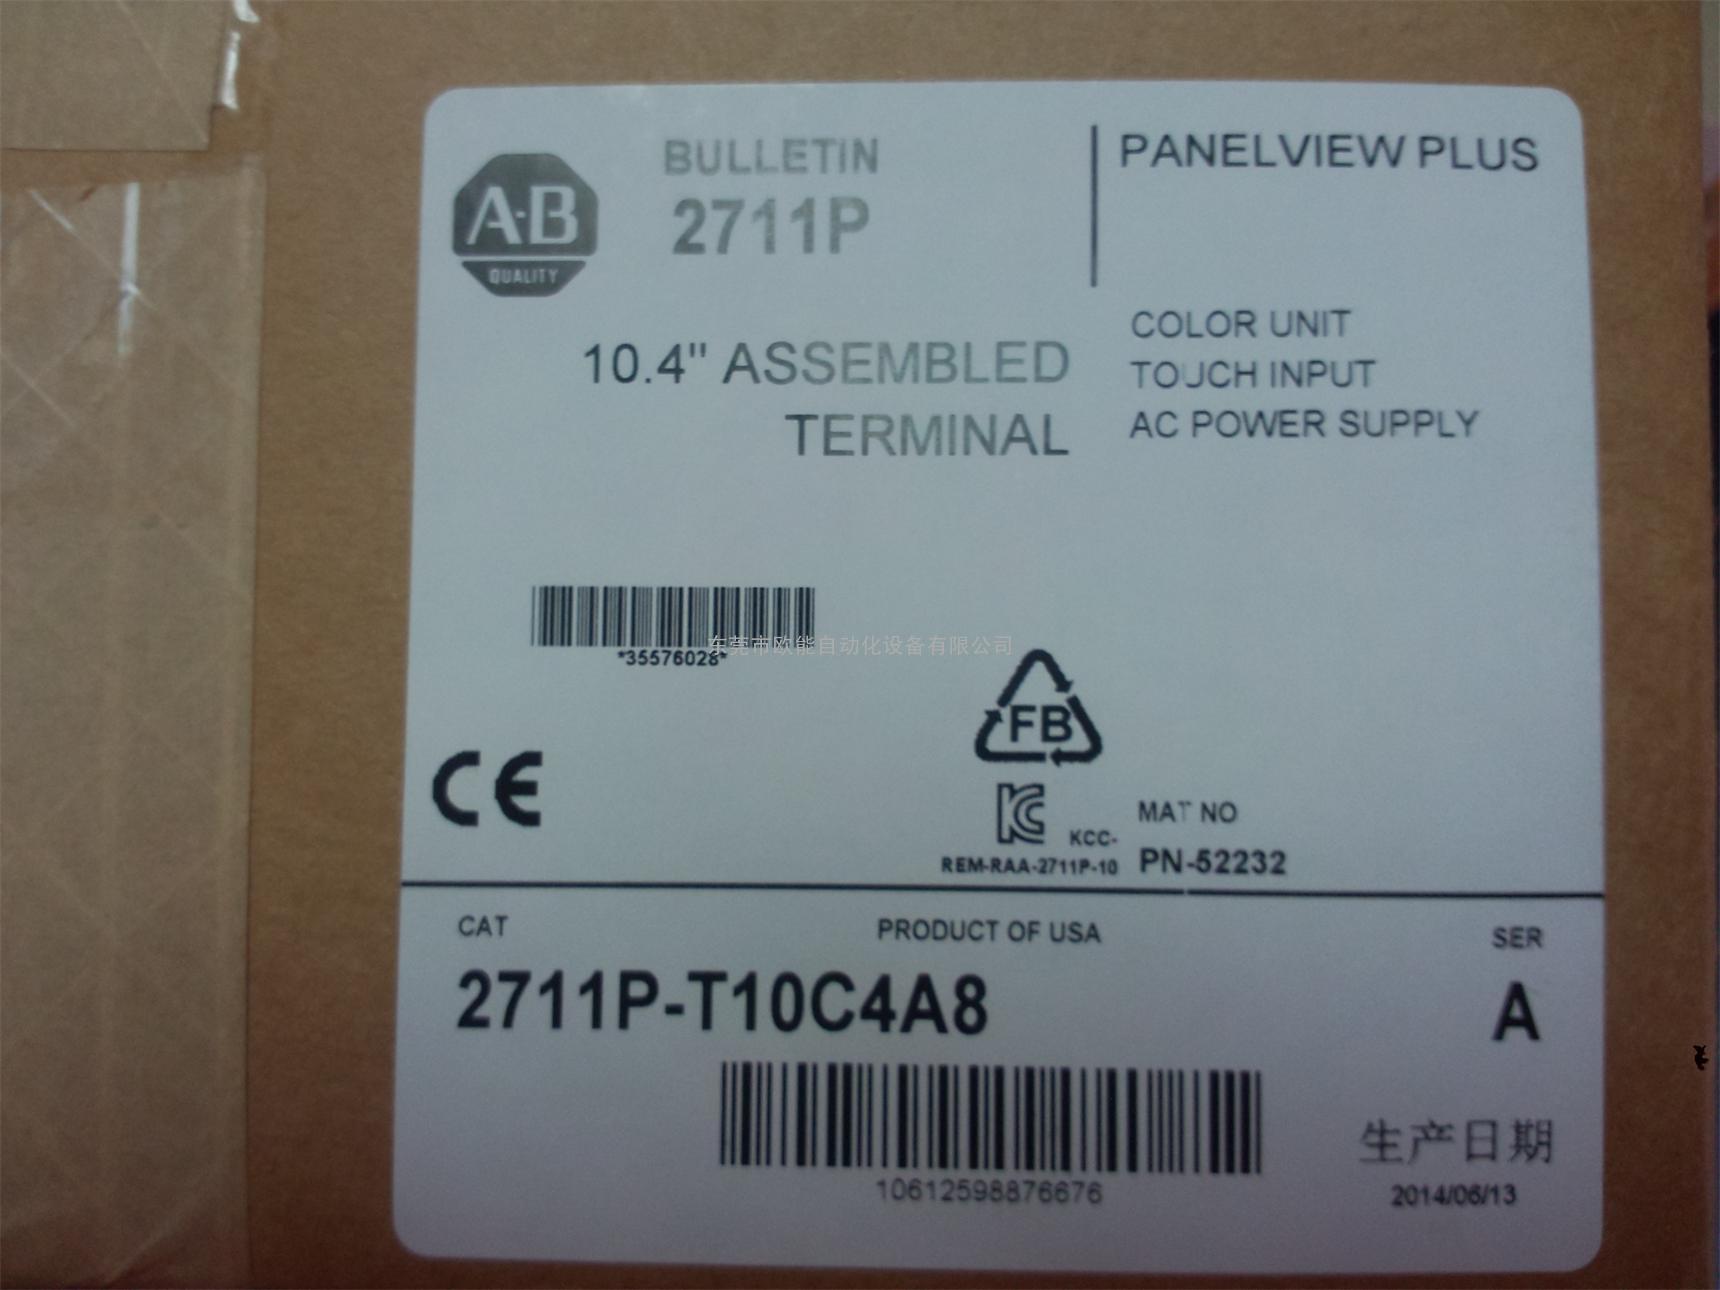 A-B
QUALITY
BULLETIN
2711P
PANELVIEW PLUS
10.4" ASSEMBLED
TERMINAL
COLOR UNIT
TOUCH INPUT
AC POWER SUPPLY
*35576028*
东莞市欧能自动化设备有限公司
FB
CE
KC
KCC-
REM-RAA-2711P-10
MAT NO
PN-52232
CAT
PRODUCT OF USA
SER
2711P-T10C4A8
A
10612598876676
生产日期
2014/06/13